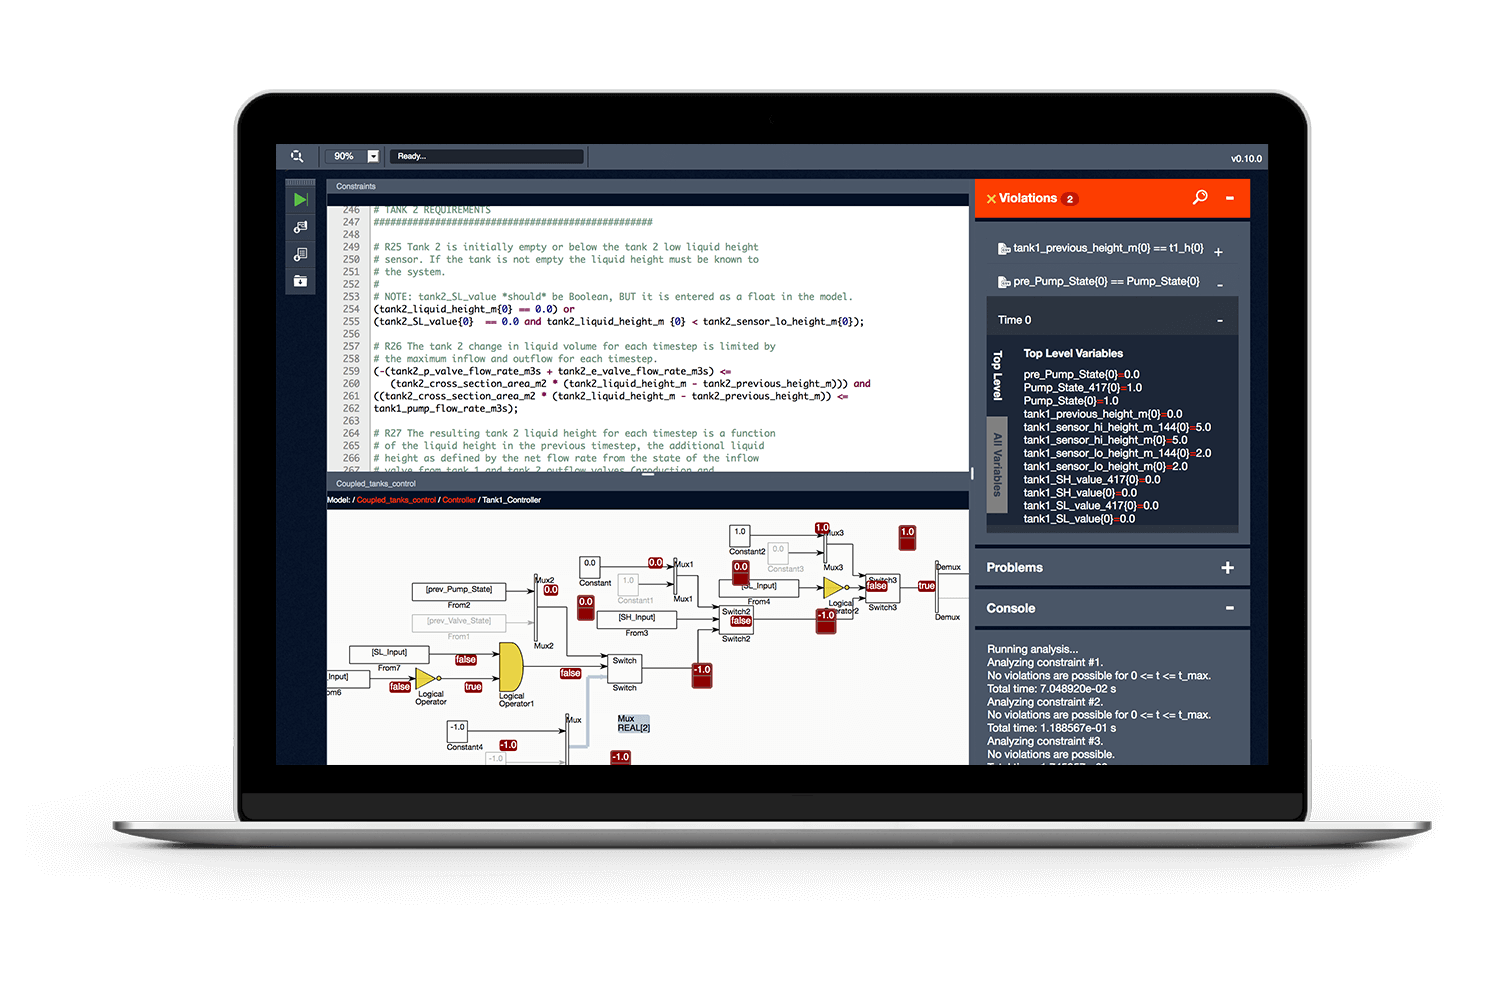 90%
Ready...
v0.10.0
Constraints
246 # TANK 2 REQUIREMENTS
247 ##################################################
248
249 # R25 Tank 2 is initially empty or below the tank 2 low liquid height
250 # sensor. If the tank is not empty the liquid height must be known to
251 # the system.
252 #
253 # NOTE: tank2_SL_value *should* be Boolean, BUT it is entered as a float in the model.
254 (tank2_liquid_height_m{0} == 0.0) or
255 (tank2_SL_value{0} == 0.0 and tank2_liquid_height_m {0} < tank2_sensor_lo_height_m{0});
256
257 # R26 The tank 2 change in liquid volume for each timestep is limited by
258 # the maximum inflow and outflow for each timestep.
259 (-(tank2_p_valve_flow_rate_m3s + tank2_e_valve_flow_rate_m3s) <=
260 (tank2_cross_section_area_m2 * (tank2_liquid_height_m - tank2_previous_height_m))) and
261 ((tank2_cross_section_area_m2 * (tank2_liquid_height_m - tank2_previous_height_m)) <=
262 tank1_pump_flow_rate_m3s);
263
264 # R27 The resulting tank 2 liquid height for each timestep is a function
265 # of the liquid height in the previous timestep, the additional liquid
266 # height as defined by the net flow rate from the state of the inflow
267 # valve from tank 1 and tank 2 outflow valves (production and
Coupled_tanks_control
Model: / Coupled_tanks_control / Controller / Tank1_Controller
1.0
Constant2
0.0
Constant3
1.0
Mux3
Mux3
1.0
0.0
Constant
1.0
Constant1
0.0
Mux1
Mux1
0.0
[SL_Input]
From4
Logical
Operator2
Switch3
false
Switch3
true
Demux
Demux
[prev_Pump_State]
From2
[prev_Valve_State]
From1
Mux2
0.0
Mux2
0.0
[SH_Input]
From3
Switch2
false
Switch2
-1.0
[SL_Input]
From7
false
_Input]
om6
false
Logical
Operator
true
Logical
Operator1
false
Switch
Switch
-1.0
-1.0
Constant4
-1.0
-1.0
Mux
Mux
REAL[2]
-1.0
Violations 2
tank1_previous_height_m{0} == t1_h{0}
pre_Pump_State{0} == Pump_State{0}
Time 0
Top Level
All Variables
Top Level Variables
pre_Pump_State{0}=0.0
Pump_State_417{0}=1.0
Pump_State{0}=1.0
tank1_previous_height_m{0}=0.0
tank1_sensor_hi_height_m_144{0}=5.0
tank1_sensor_hi_height_m{0}=5.0
tank1_sensor_lo_height_m_144{0}=2.0
tank1_sensor_lo_height_m{0}=2.0
tank1_SH_value_417{0}=0.0
tank1_SH_value{0}=0.0
tank1_SL_value_417{0}=0.0
tank1_SL_value{0}=0.0
Problems
Console
Running analysis...
Analyzing constraint #1.
No violations are possible for 0 <= t <= t_max.
Total time: 7.048920e-02 s
Analyzing constraint #2.
No violations are possible for 0 <= t <= t_max.
Total time: 1.188567e-01 s
Analyzing constraint #3.
No violations are possible.